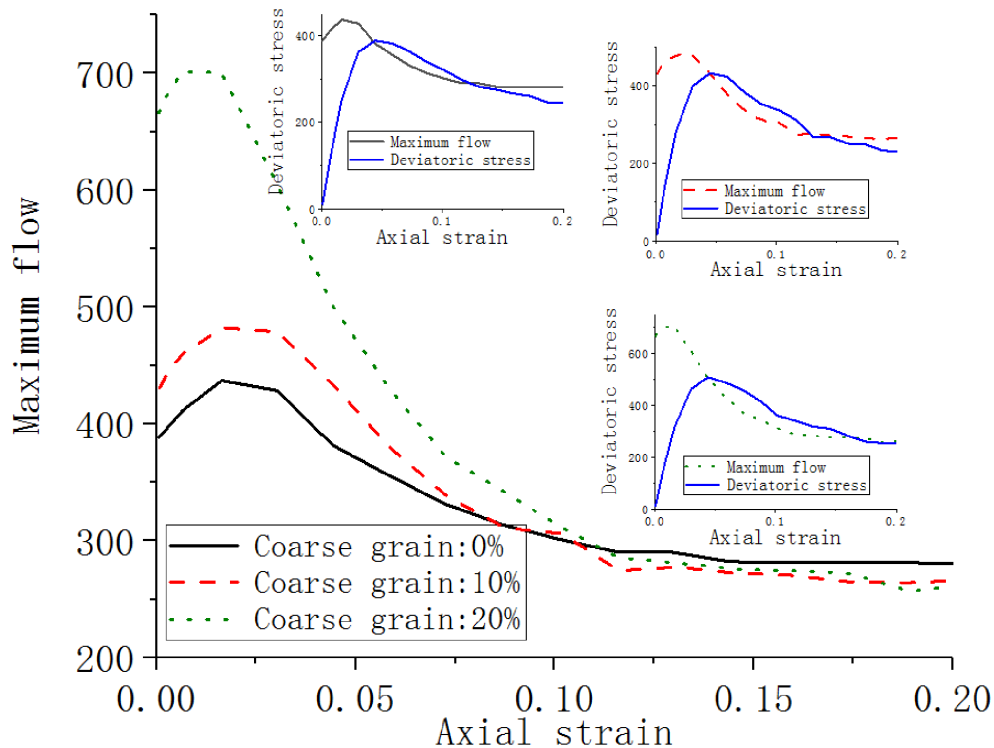 Maximum flow
700
600
500
400
300
200
0.00
0.05
0.10
0.15
0.20
Axial strain
Coarse grain:0%
Coarse grain:10%
Coarse grain:20%
Deviatoric stress
400
200
0
0.0
0.1
0.2
Axial strain
Maximum flow
Deviatoric stress
Deviatoric stress
400
200
0
0.0
0.1
0.2
Axial strain
Maximum flow
Deviatoric stress
Deviatoric stress
600
400
200
0
0.0
0.1
0.2
Axial strain
Maximum flow
Deviatoric stress